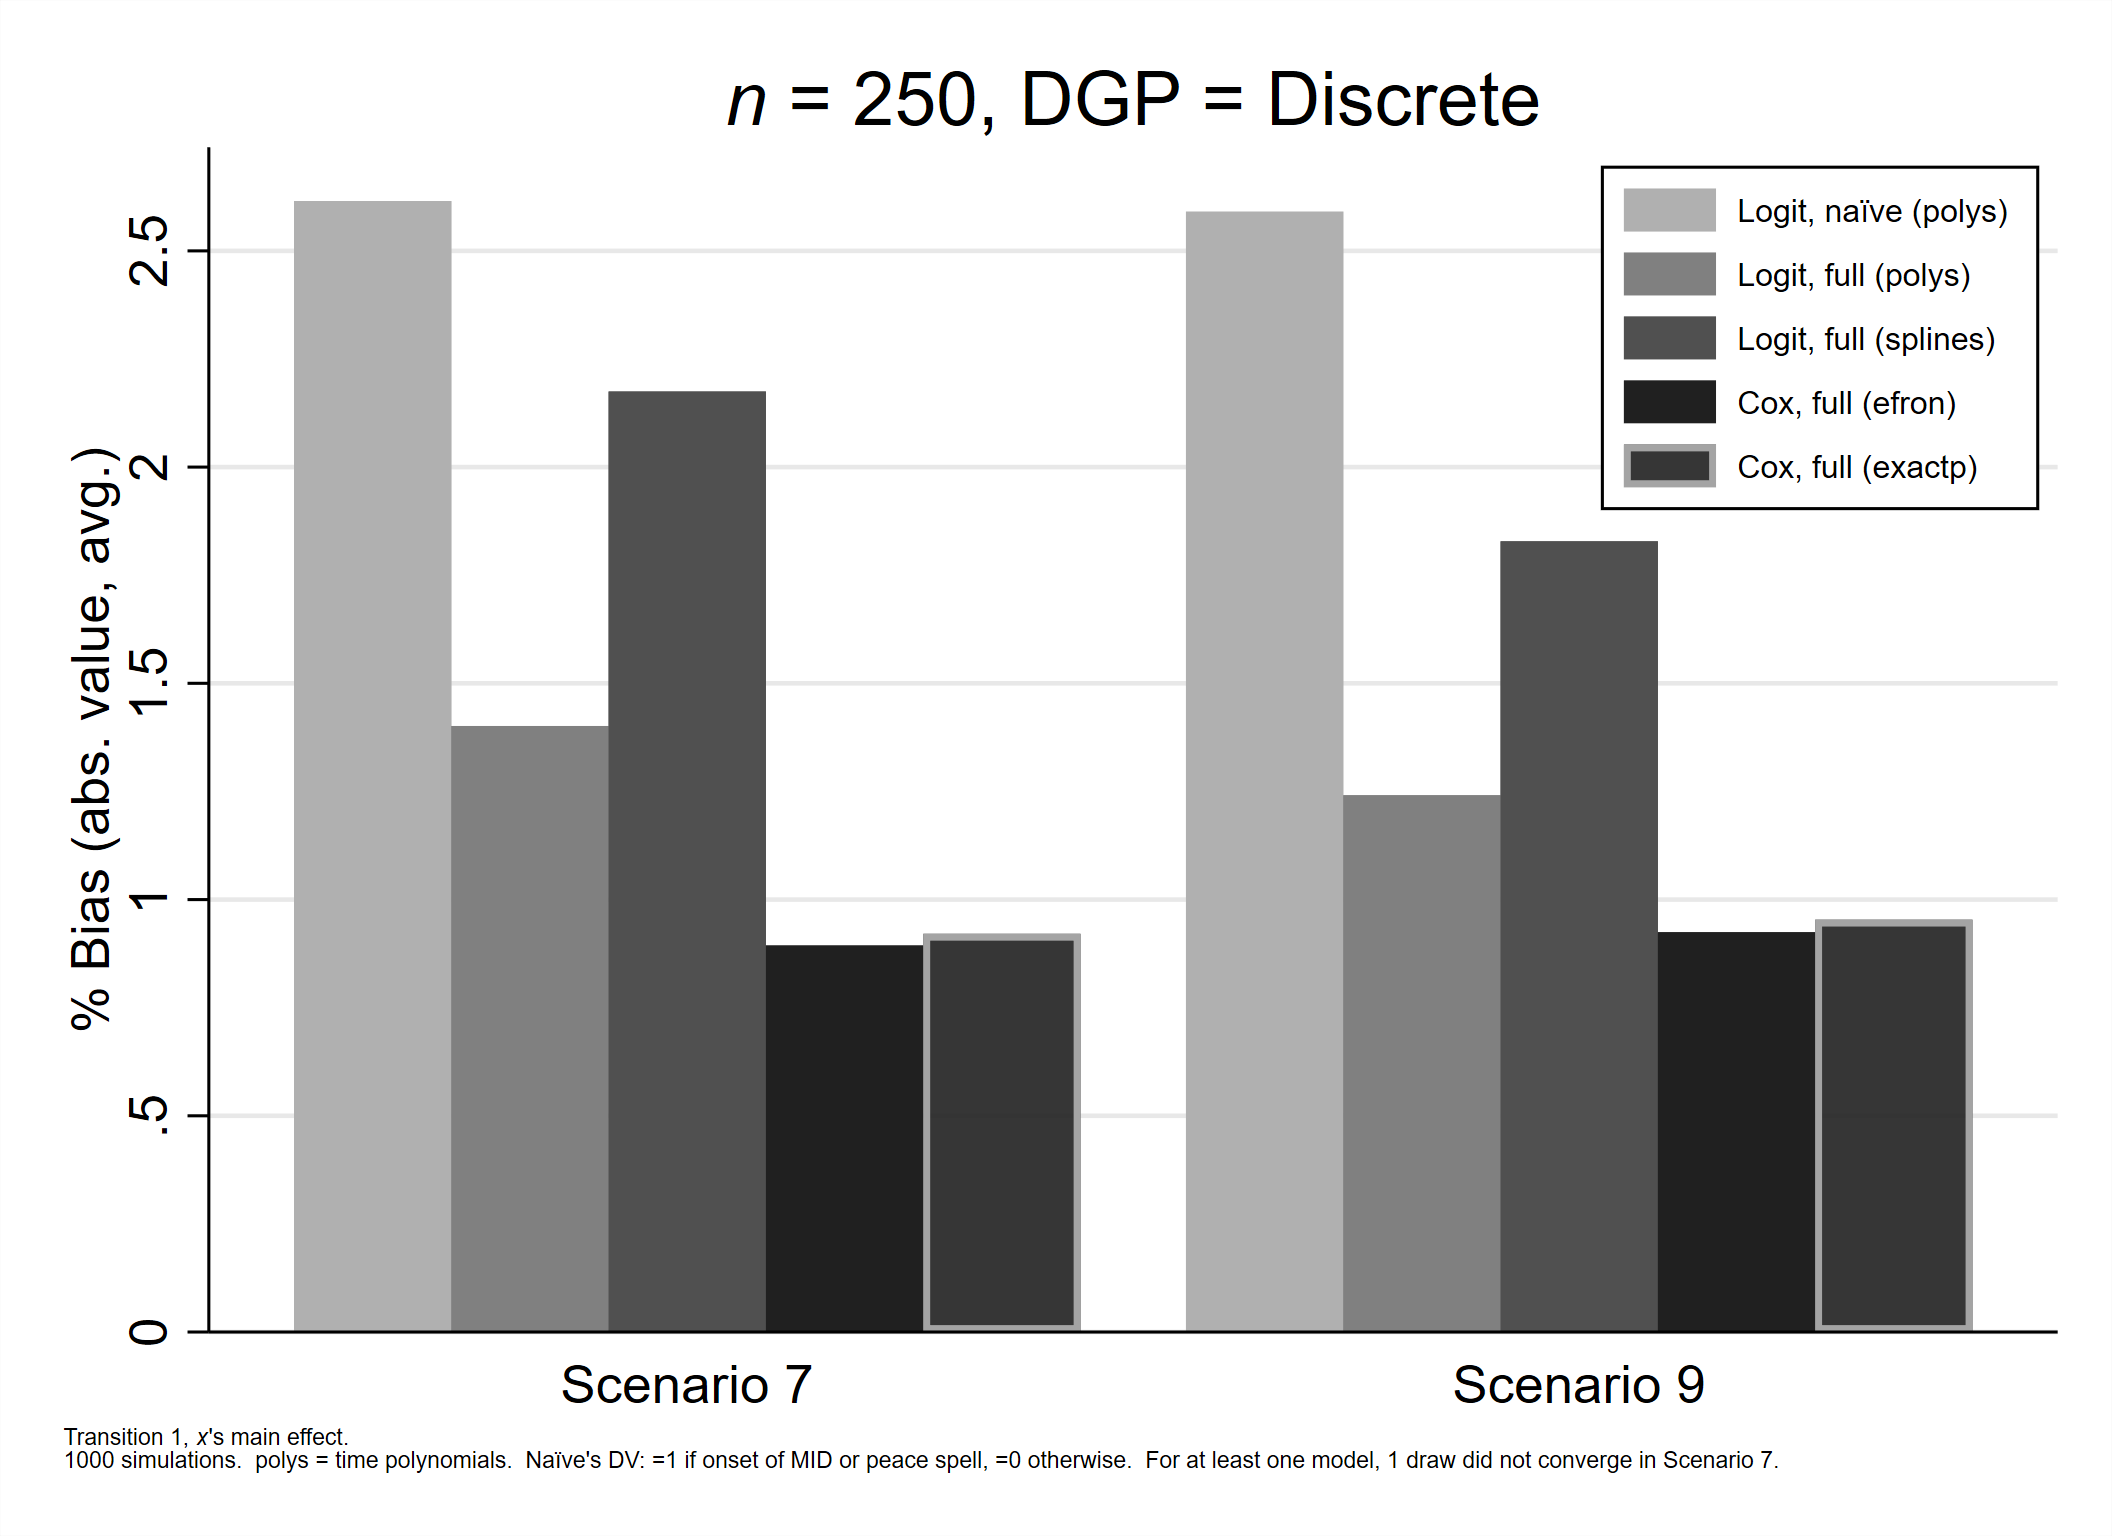 n = 250, DGP = Discrete
% Bias (abs. value, avg.)
2.5
2
1.5
1
.5
0
Logit, naïve (polys)
Logit, full (polys)
Logit, full (splines)
Cox, full (efron)
Cox, full (exactp)
Scenario 7
Scenario 9
Transition 1, x's main effect.
1000 simulations.  polys = time polynomials.  Naïve's DV: =1 if onset of MID or peace spell, =0 otherwise.  For at least one model, 1 draw did not converge in Scenario 7.